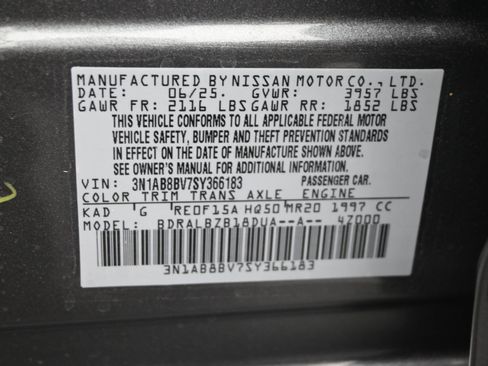 MANUFACTURED BY NISSAN MOTOR CO., LTD.
DATE: 06/25. GVWR: 3957 LBS
GAWR FR: 2116 LBS GAWR RR: 1852 LBS
THIS VEHICLE CONFORMS TO ALL APPLICABLE FEDERAL MOTOR
VEHICLE SAFETY, BUMPER AND THEFT PREVENTION STANDARDS
IN EFFECT ON THE DATE OF MANUFACTURE SHOWN ABOVE.
SEE OWNER'S MANUAL FOR ADDITIONAL INFORMATION.
VIN: 3N1AB8BV7SY366183 PASSENGER CAR.
COLOR TRIM TRANS AXLE ENGINE
KAD G RE0F15A HQ50 MR20 1997 CC
MODEL: BDRALBZB18DUA--A-- 47000
3N1AB8BV7SY366183